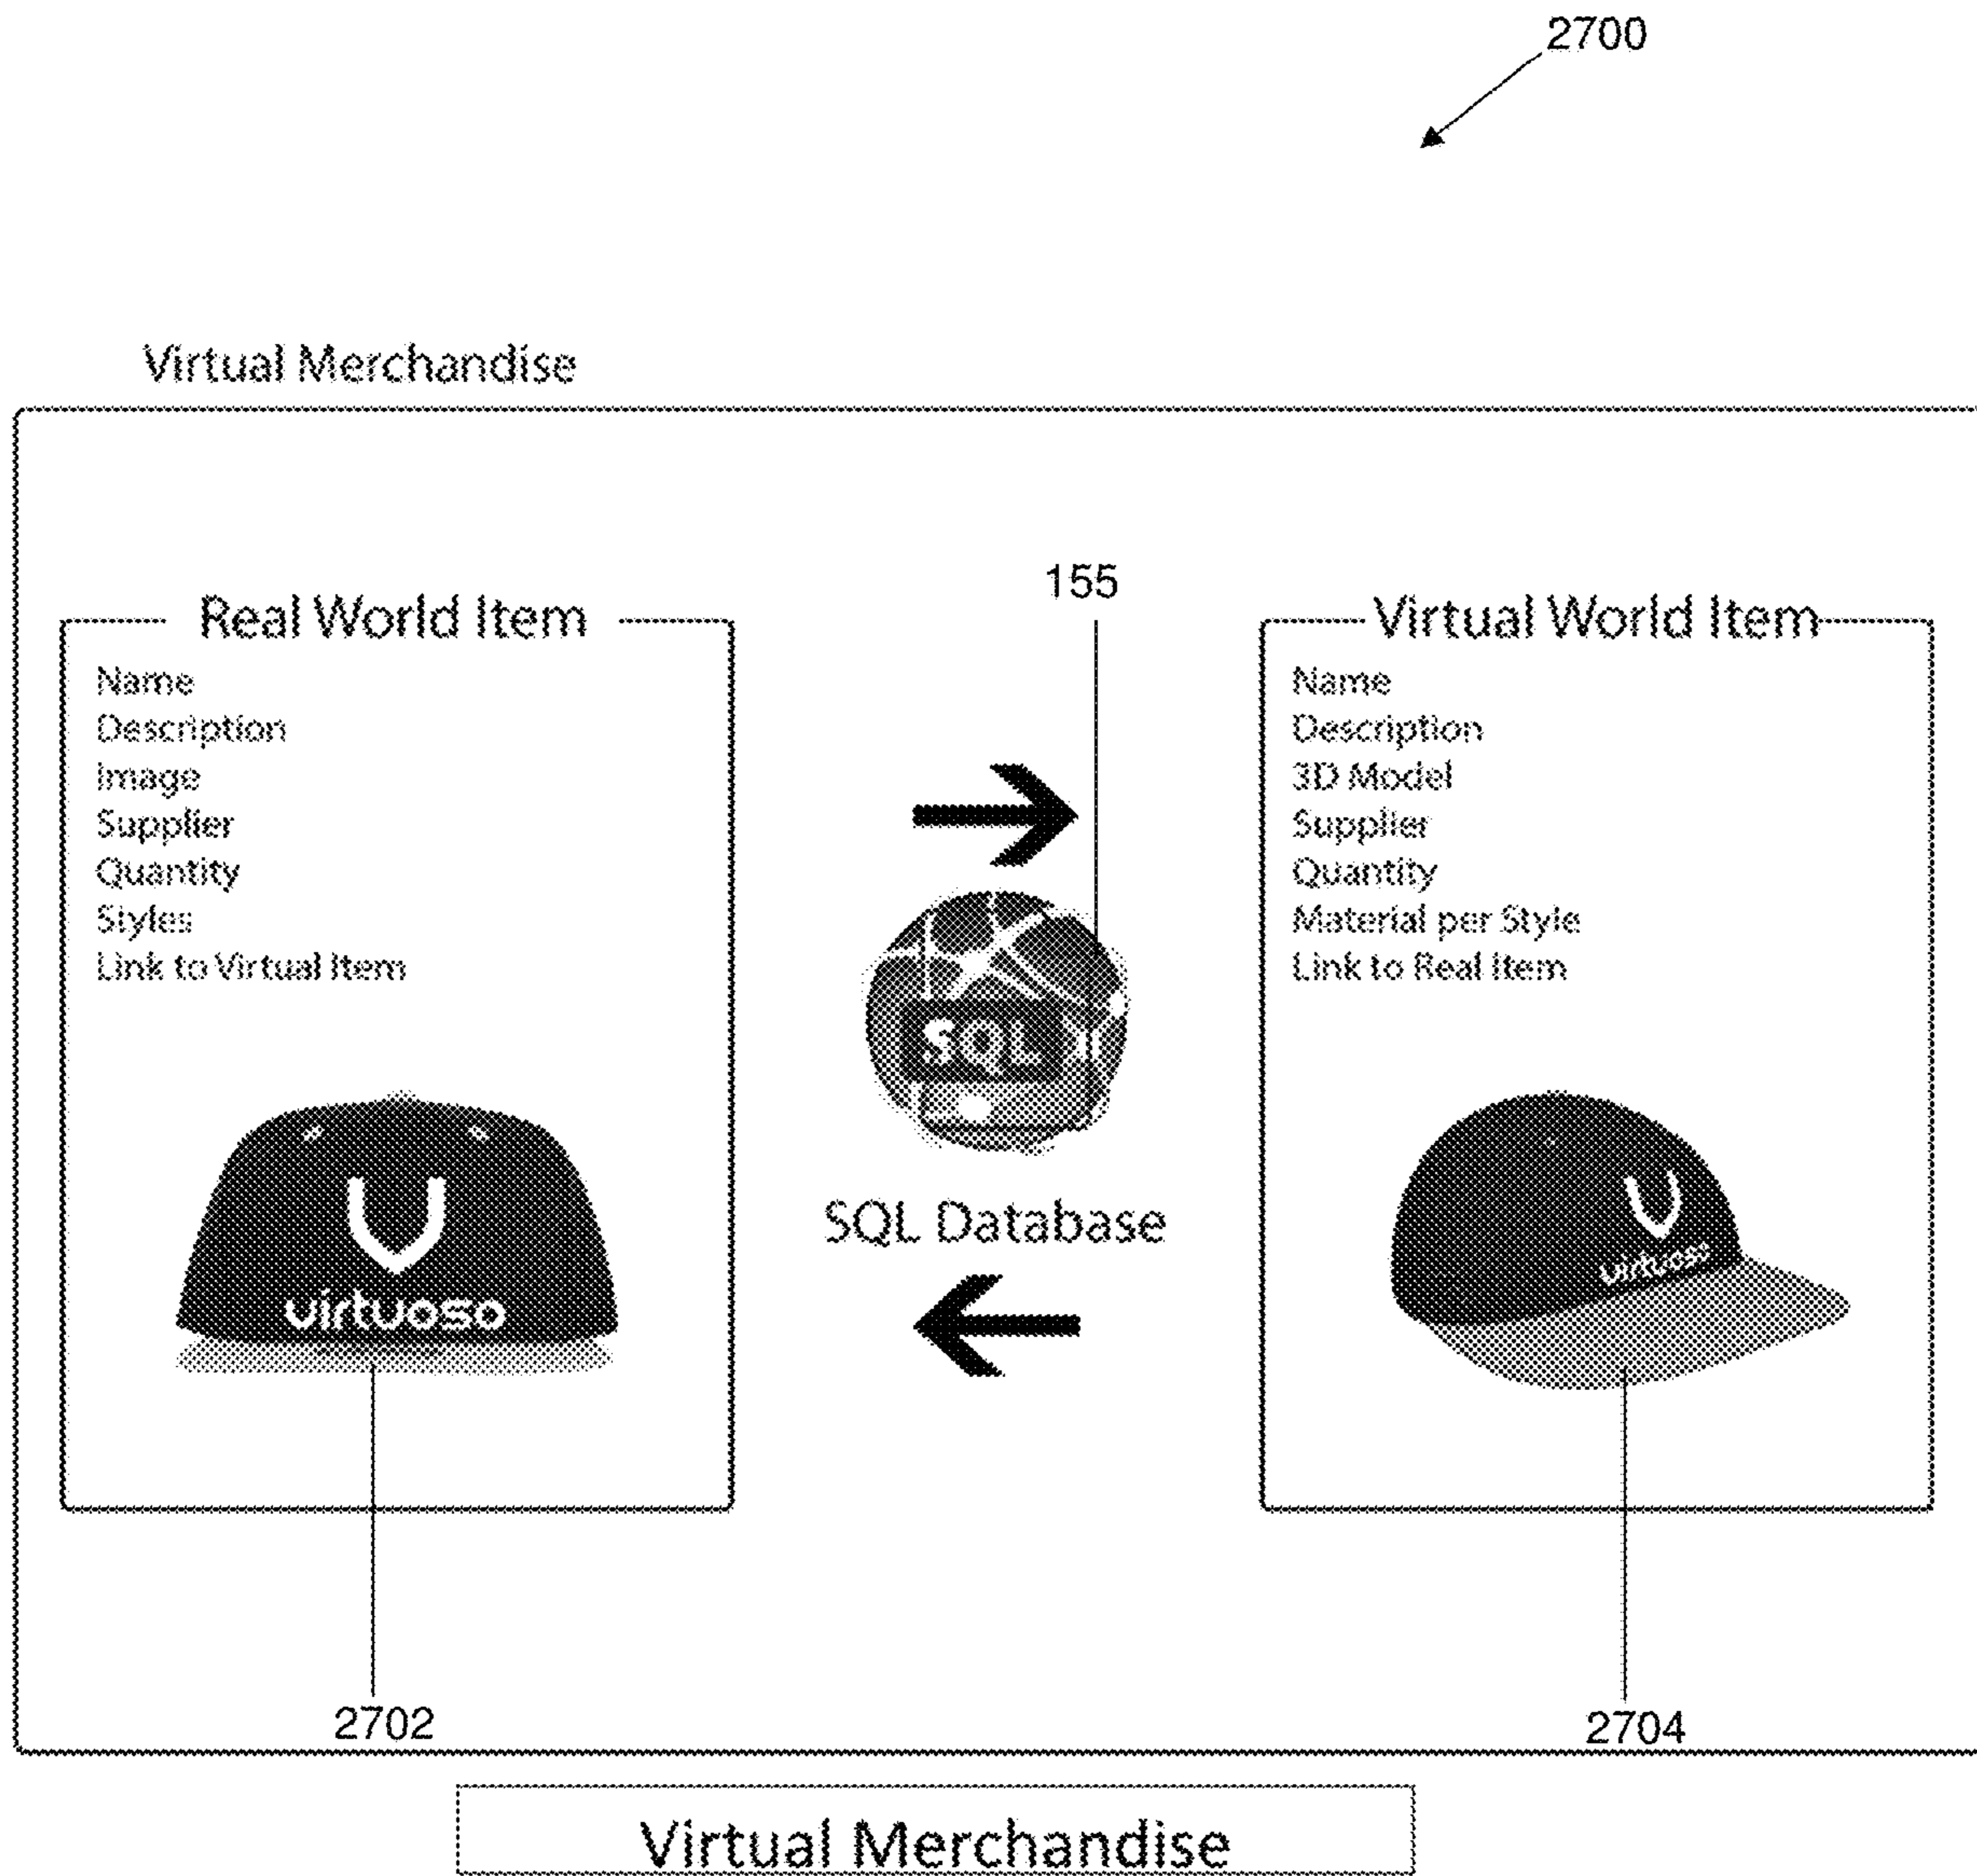 2700
Virtual Merchandise
155
Real World Item
Name
Description
Image
Supplier
Quantity
Styles
Link to Virtual Item
virtuoso
SQL
SQL Database
Virtual World Item
Name
Description
3D Model
Supplier
Quantity
Material per Style
Link to Real Item
virtuoso
2702
2704
Virtual Merchandise